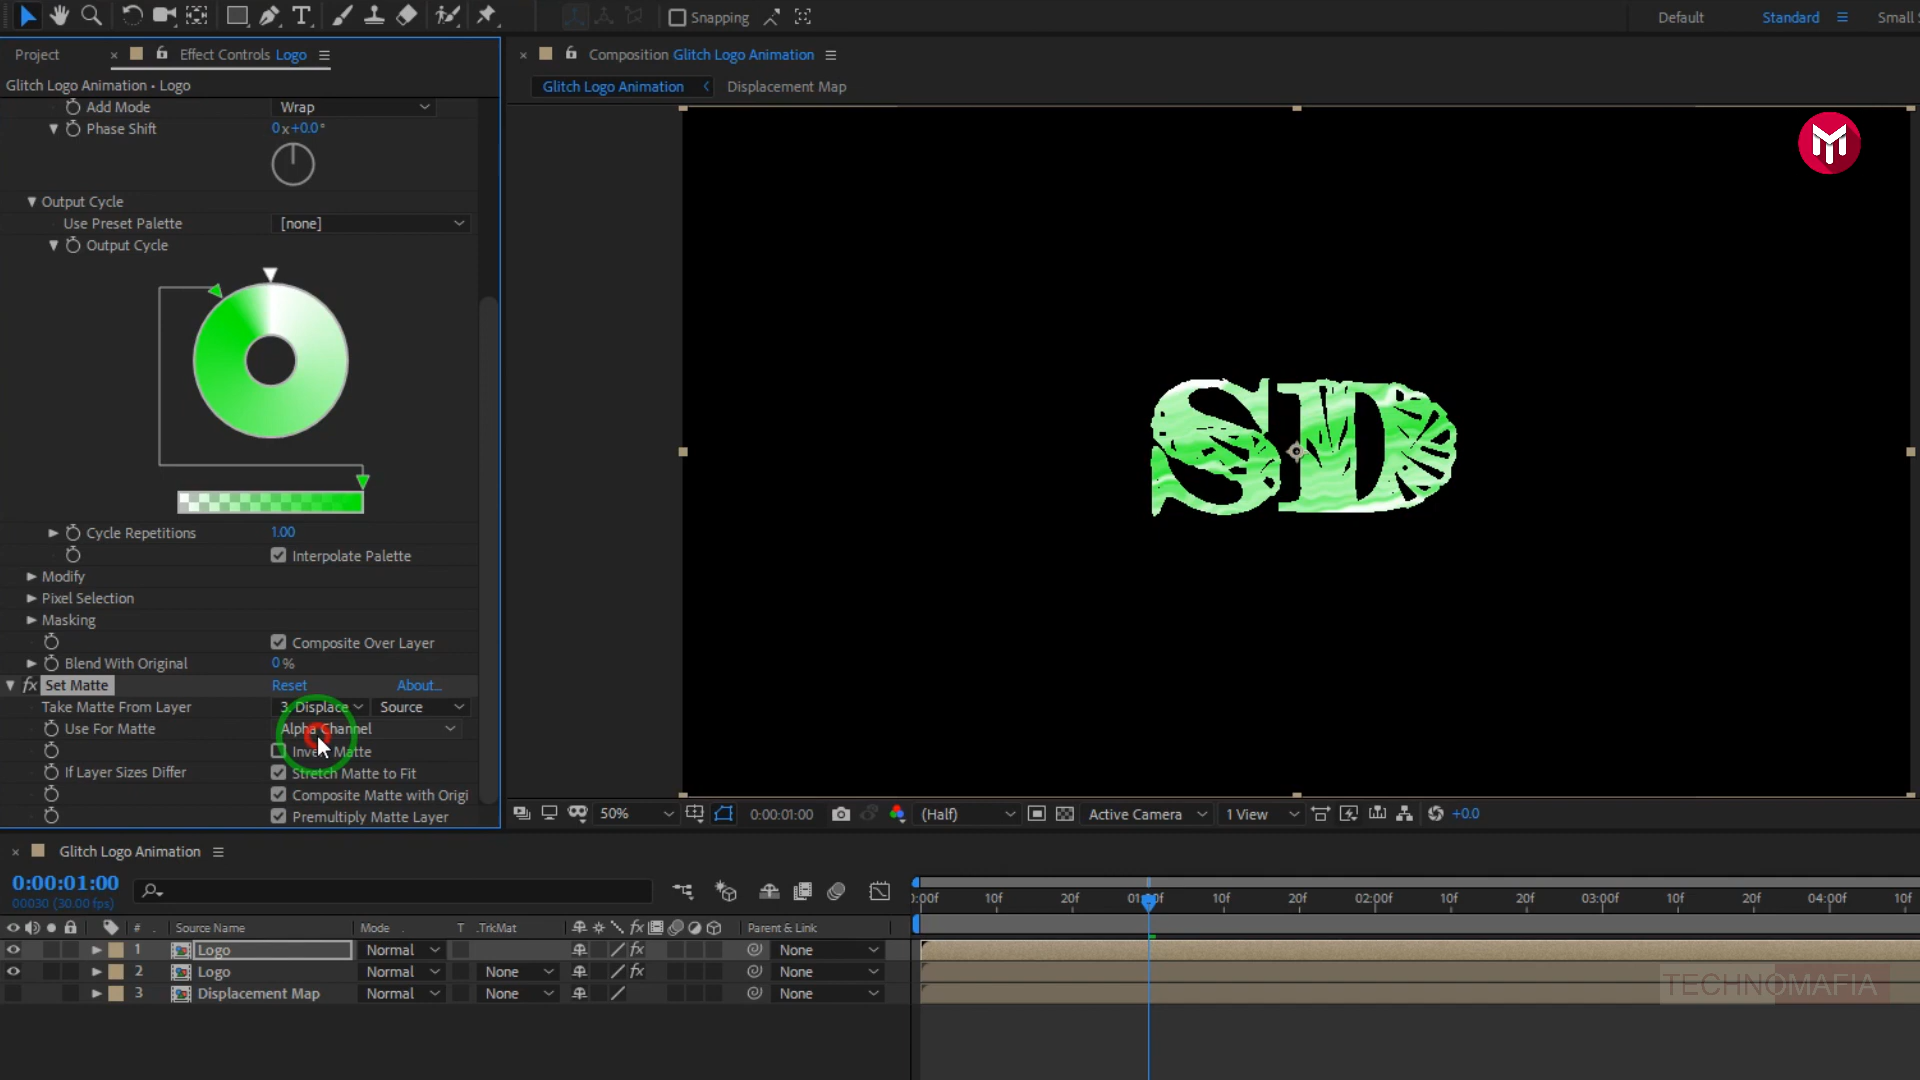 Snapping
Default
Standard
Small S
Project
Effect Controls Logo
Composition Glitch Logo Animation
Glitch Logo Animation • Logo
Glitch Logo Animation
Displacement Map
Add Mode
Wrap
Phase Shift
0x+0.0°
Output Cycle
Use Preset Palette
[none]
Output Cycle
SD
Cycle Repetitions
1.00
Interpolate Palette
Modify
Pixel Selection
Masking
Composite Over Layer
Blend With Original
0 %
fx Set Matte
Reset
About...
Take Matte From Layer
3. Displace
Source
Use For Matte
Alpha Channel
Invert Matte
If Layer Sizes Differ
Stretch Matte to Fit
Composite Matte with Origi
Premultiply Matte Layer
50%
0:00:01:00
(Half)
Active Camera
1 View
+0.0
Glitch Logo Animation
0:00:01:00
00030 (30.00 fps)
:00f 10f 20f 01:00f 10f 20f 02:00f 10f 20f 03:00f 10f 20f 04:00f 10f
# Source Name Mode T .TrkMat fx Parent & Link
1 Logo Normal fx None
2 Logo Normal None fx None
3 Displacement Map Normal None None
TECHNOMAFIA